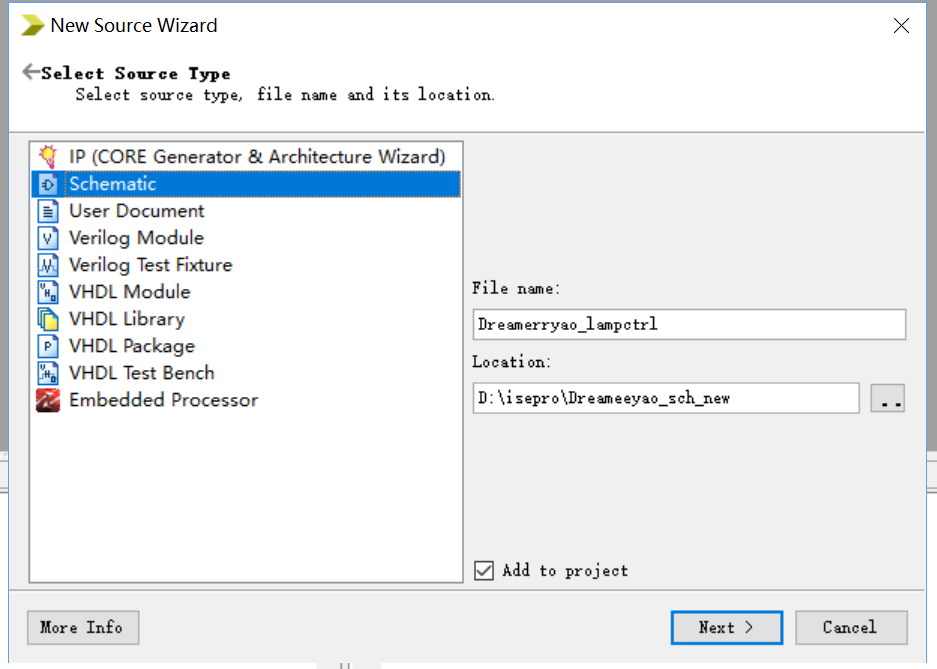 New Source Wizard
Select Source Type
Select source type, file name and its location.
IP (CORE Generator & Architecture Wizard)
Schematic
User Document
Verilog Module
Verilog Test Fixture
VHDL Module
VHDL Library
VHDL Package
VHDL Test Bench
Embedded Processor
File name:
Dreamerryao_lampctrl
Location:
D:\isepro\Dreameeyao_sch_new
..
Add to project
More Info
Next >
Cancel